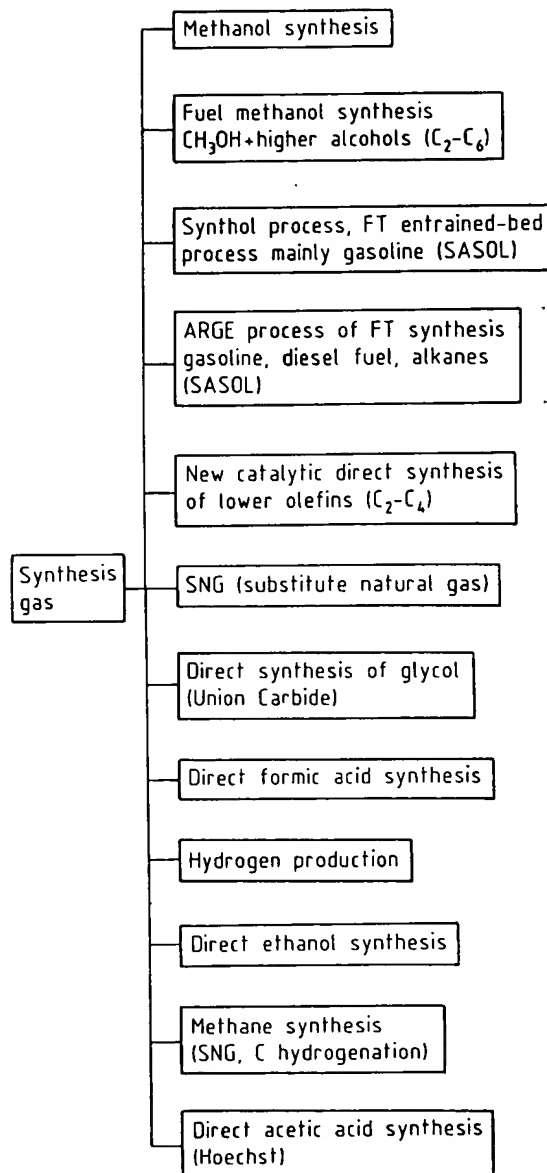 Methanol synthesis
Fuel methanol synthesis
CH₃OH+higher alcohols (C₂-C₆)
Synthol process, FT entrained-bed
process mainly gasoline (SASOL)
ARGE process of FT synthesis
gasoline, diesel fuel, alkanes
(SASOL)
New catalytic direct synthesis
of lower olefins (C₂-C₄)
Synthesis
gas
SNG (substitute natural gas)
Direct synthesis of glycol
(Union Carbide)
Direct formic acid synthesis
Hydrogen production
Direct ethanol synthesis
Methane synthesis
(SNG, C hydrogenation)
Direct acetic acid synthesis
(Hoechst)